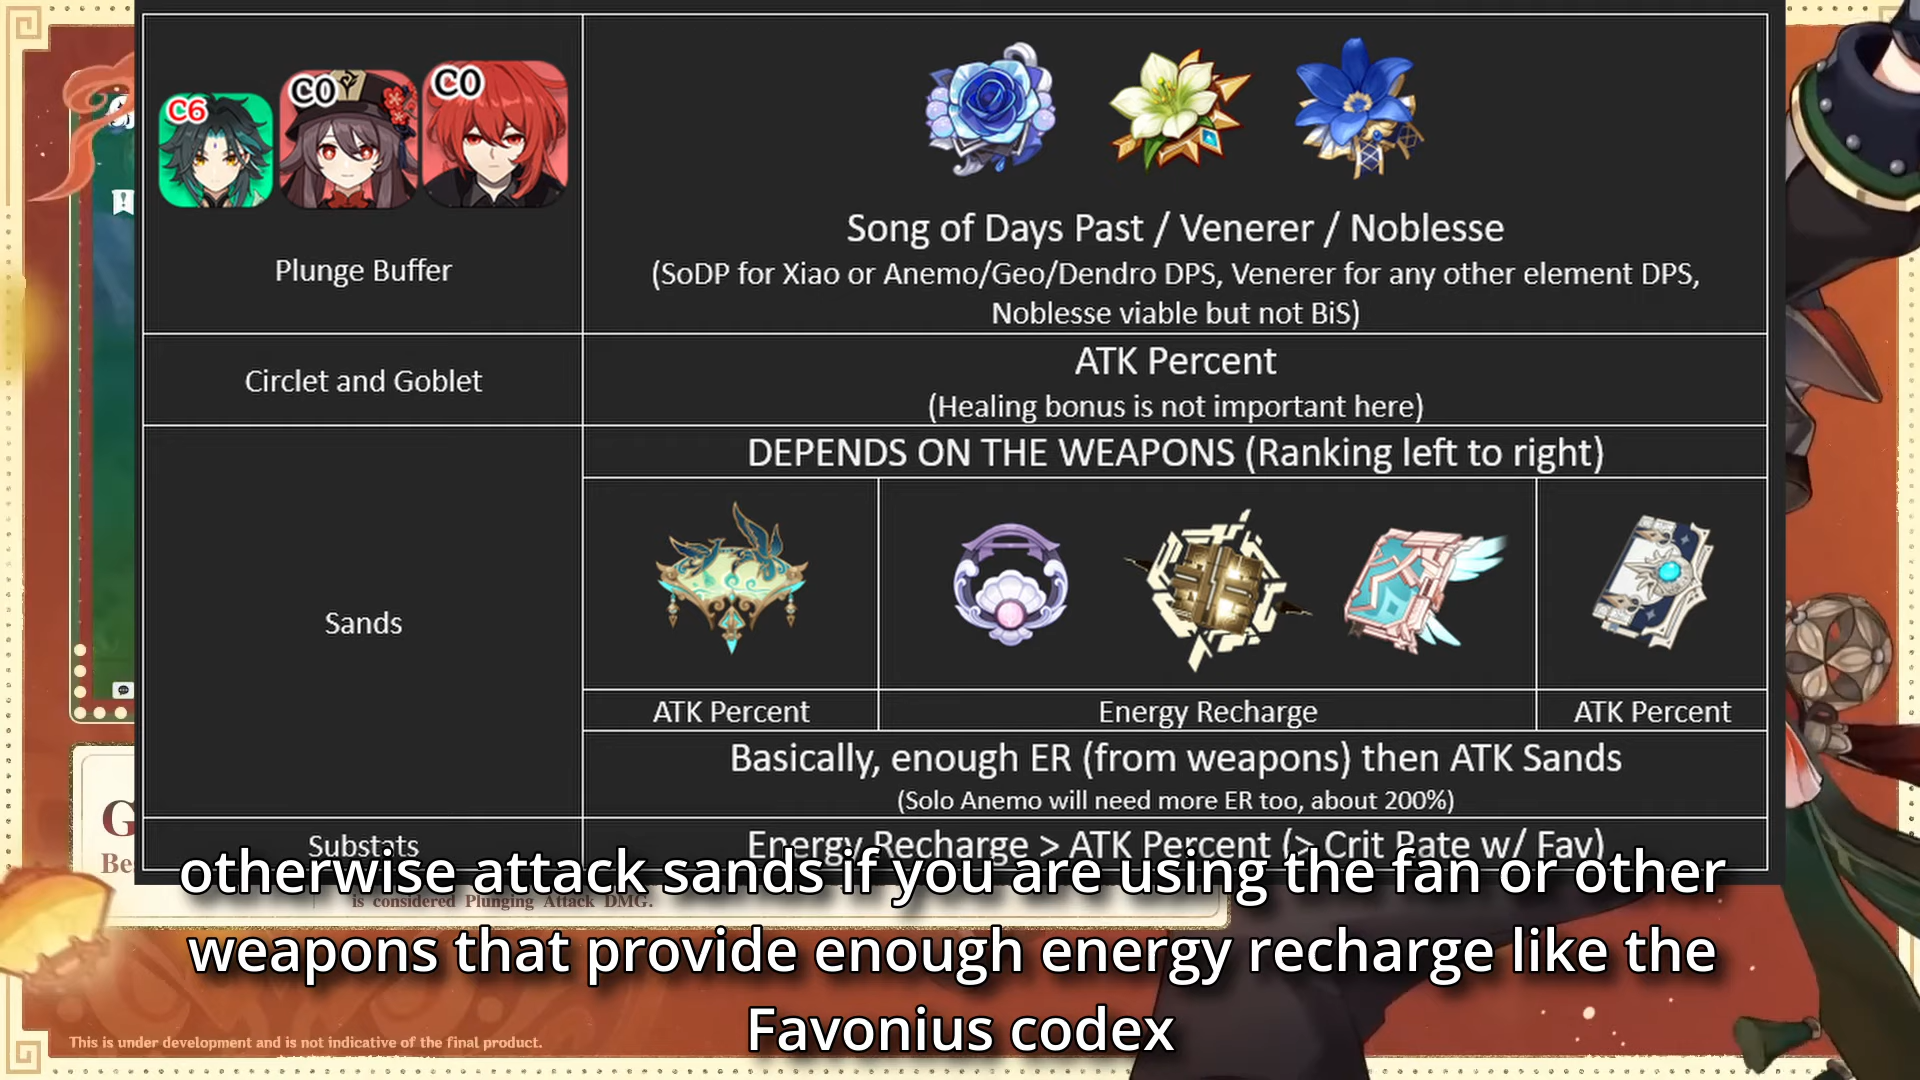 C6
C0
C0
Plunge Buffer
Song of Days Past / Venerer / Noblesse
(SoDP for Xiao or Anemo/Geo/Dendro DPS, Venerer for any other element DPS,
Noblesse viable but not BiS)
Circlet and Goblet
ATK Percent
(Healing bonus is not important here)
Sands
DEPENDS ON THE WEAPONS (Ranking left to right)
ATK Percent
Energy Recharge
ATK Percent
Basically, enough ER (from weapons) then ATK Sands
(Solo Anemo will need more ER too, about 200%)
Substats
Energy Recharge > ATK Percent (> Crit Rate w/ Fav)
G
Be
is considered Plunging Attack DMG.
otherwise attack sands if you are using the fan or other
weapons that provide enough energy recharge like the
Favonius codex
This is under development and is not indicative of the final product.